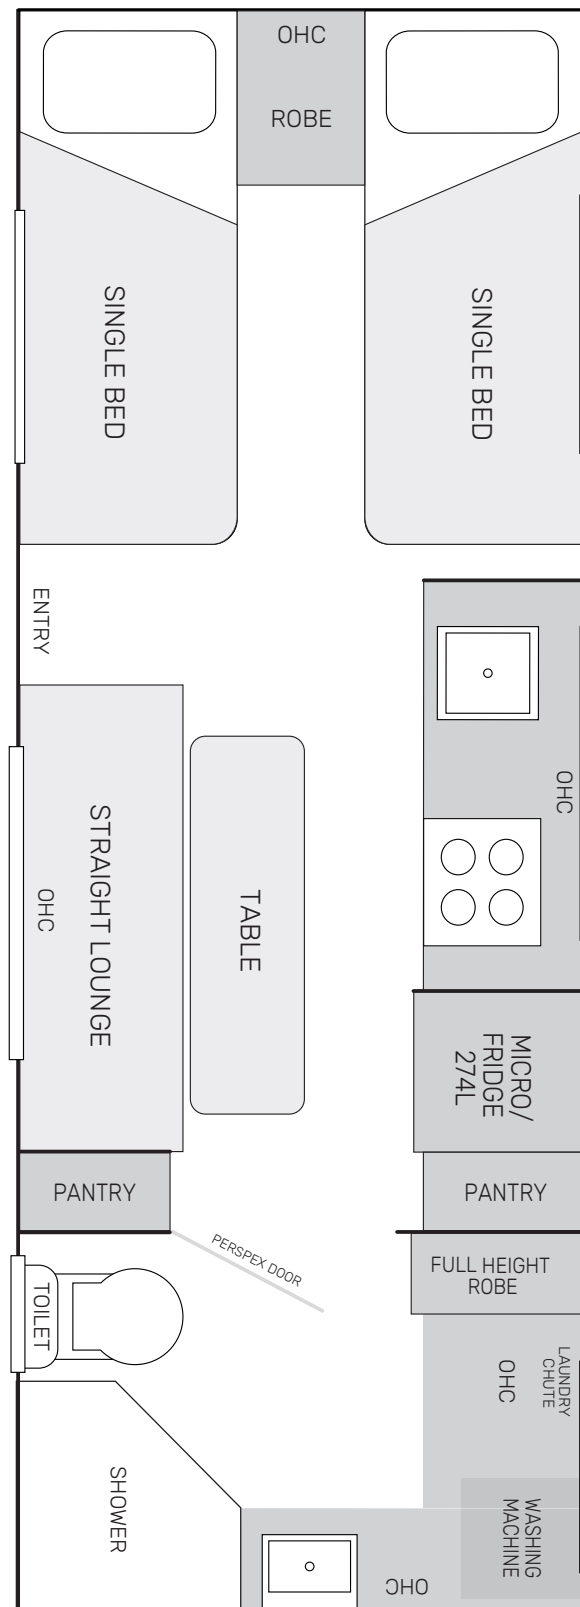 OHC
ROBE
SINGLE BED
SINGLE BED
ENTRY
OHC
STRAIGHT LOUNGE
OHC
TABLE
MICRO/
FRIDGE
274L
PANTRY
PANTRY
PERSPEX DOOR
FULL HEIGHT
ROBE
TOILET
LAUNDRY
CHUTE
OHC
SHOWER
WASHING
MACHINE
OHC